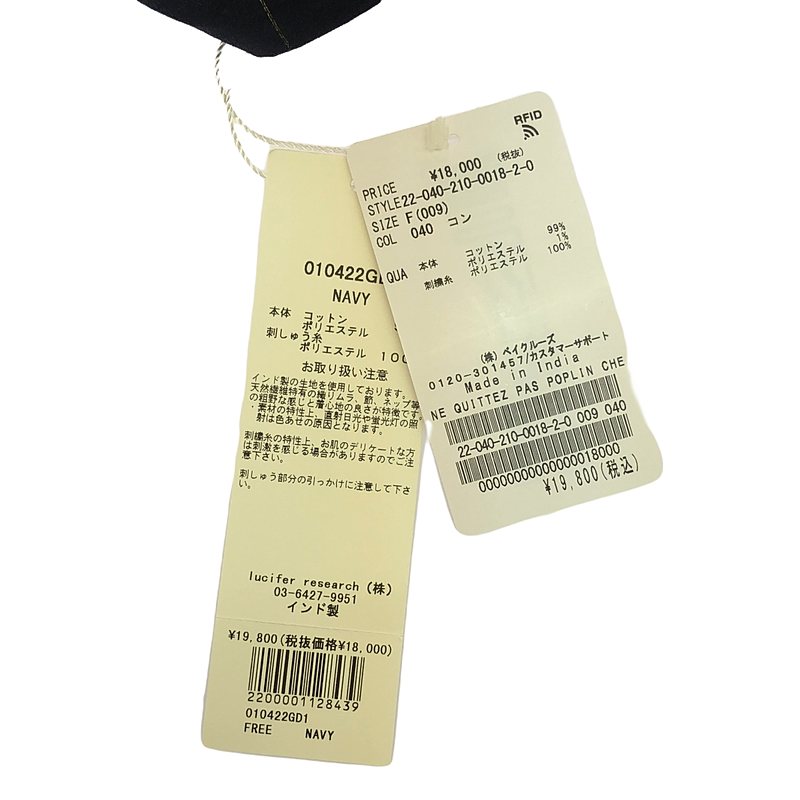 010422GD
NAVY
本体 コットン
ポリエステル
刺しゅう糸
ポリエステル 100
お取り扱い注意
インド製の生地を使用しております。
天然繊維特有の織りムラ、節、ネップ等
の粗野な感じと着心地の良さが特徴です
・素材の特性上、直射日光や蛍光灯の照
射は色あせの原因となります。
刺繍糸の特性上、お肌のデリケートな方
は刺激を感じる場合がありますのでご注
意下さい。
刺しゅう部分の引っかけに注意して下さ
い。
lucifer research (株)
03-6427-9951
インド製
¥19,800(税抜価格¥18,000)
2200001128439
010422GD1
FREE NAVY
RFID
PRICE ¥18,000 (税抜)
STYLE22-040-210-0018-2-0
SIZE F(009)
COL 040 コン
QUA 本体 コットン 99%
ポリエステル 1%
刺繍糸 ポリエステル 100%
(株) ベイクルーズ
0120-301457/カスタマーサポート
Made in India
NE QUITTEZ PAS POPLIN CHE
22-040-210-0018-2-0 009 040
00000000000000018000
¥19,800(税込)